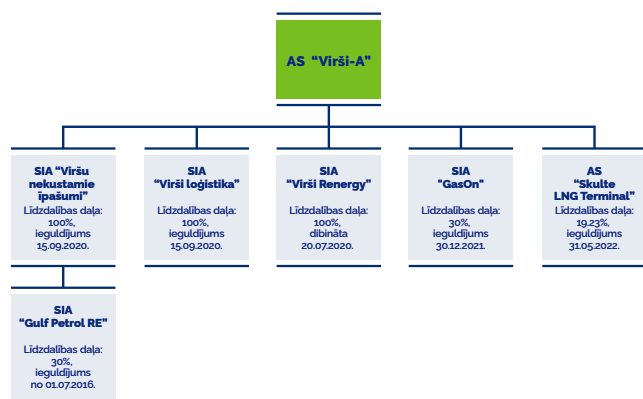 AS “Virši-A”
SIA “Viršu
nekustamie
īpašumi”
Līdzdalības daļa:
100%,
ieguldījums
15.09.2020.
SIA
“Virši loģistika”
Līdzdalības daļa:
100%,
ieguldījums
15.09.2020.
SIA
“Virši Renergy”
Līdzdalības daļa:
100%,
dibināta
20.07.2020.
SIA
"GasOn"
Līdzdalības daļa:
30%,
ieguldījums
30.12.2021.
AS
“Skulte
LNG Terminal”
Līdzdalības daļa:
19.23%,
ieguldījums
31.05.2022.
SIA
“Gulf Petrol RE”
Līdzdalības daļa:
30%,
ieguldījums
no 01.07.2016.